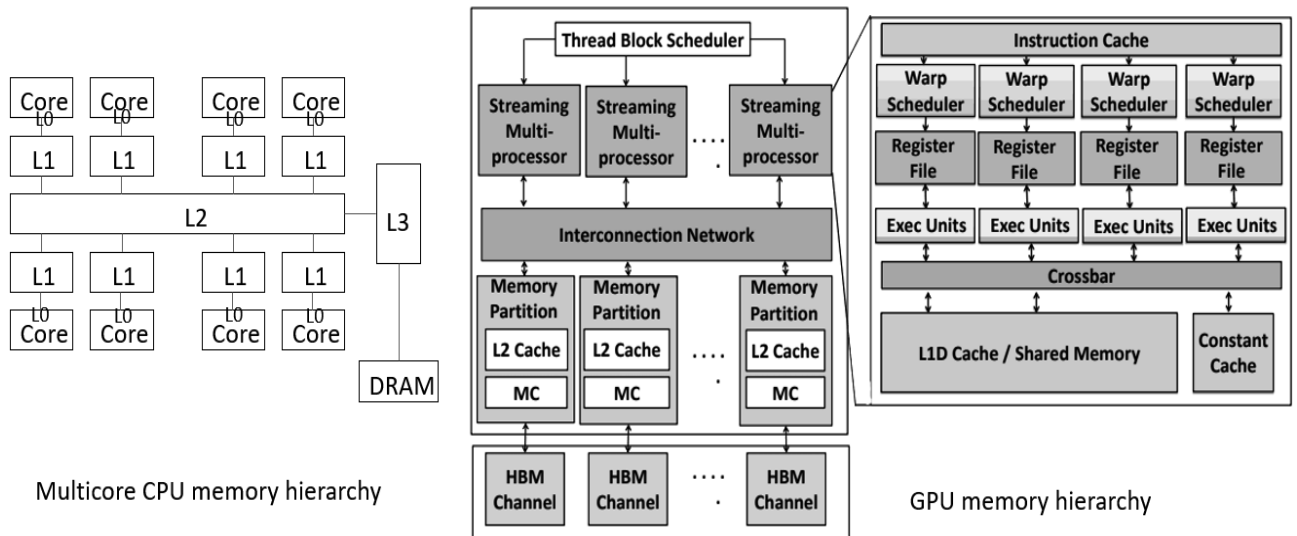 Core Core Core Core
L0 L0 L0 L0
L1 L1 L1 L1
L2
L3
L1 L1 L1 L1
L0 L0 L0 L0
Core Core Core Core
DRAM
Multicore CPU memory hierarchy
Thread Block Scheduler
Streaming Streaming Streaming
Multi- Multi- .... Multi-
processor processor . processor
Interconnection Network
Memory Memory Memory
Partition Partition Partition
L2 Cache L2 Cache .... L2 Cache
MC MC . MC
HBM HBM .... HBM
Channel Channel . Channel
Instruction Cache
Warp Warp Warp Warp
Scheduler Scheduler Scheduler Scheduler
Register Register Register Register
File File File File
Exec Units Exec Units Exec Units Exec Units
Crossbar
L1D Cache / Shared Memory
Constant
Cache
GPU memory hierarchy